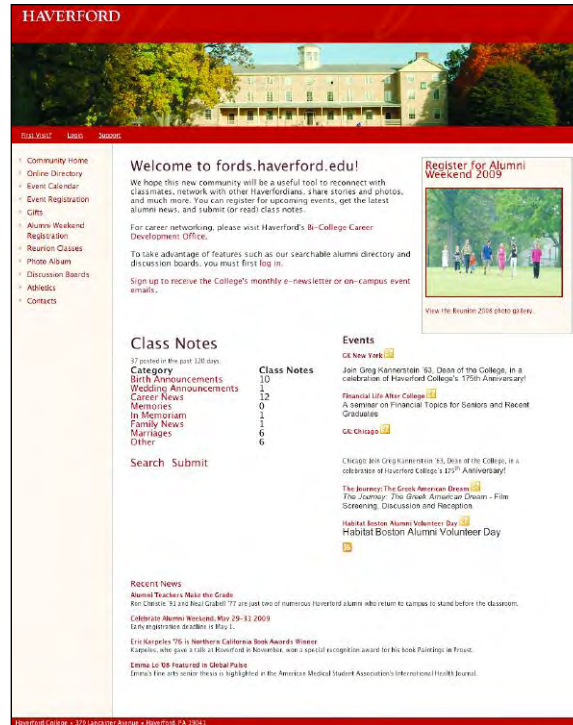 HAVERFORD
First Visit? Login Support
Community Home
Online Directory
Event Calendar
Event Registration
Gifts
Alumni Weekend
Registration
Reunion Classes
Photo Album
Discussion Boards
Athletics
Contacts
Welcome to fords.haverford.edu!
We hope this new community will be a useful tool to reconnect with
classmates, network with other Haverfordians, share stories and photos,
and much more. You can register for upcoming events, get the latest
alumni news, and submit (or read) class notes.
For career networking, please visit Haverford's Bi-College Career
Development Office.
To take advantage of features such as our searchable alumni directory and
discussion boards, you must first log in.
Sign up to receive the College's monthly e-newsletter or on-campus event
emails.
Register for Alumni
Weekend 2009
View the Reunion 2008 photo gallery.
Class Notes
37 posted in the past 120 days.
Category Class Notes
Birth Announcements 10
Wedding Announcements 1
Career News 12
Memories 0
In Memoriam 1
Family News 1
Marriages 6
Other 6
Search Submit
Events
GK New York
Join Greg Kannerstein '63, Dean of the College, in a
celebration of Haverford College's 175th Anniversary!
Financial Life After College
A seminar on Financial Topics for Seniors and Recent
Graduates
GK: Chicago
Chicago: Join Greg Kannerstein '63, Dean of the College, in a
celebration of Haverford College's 175th Anniversary!
The Journey: The Greek American Dream
The Journey: The Greek American Dream - Film
Screening, Discussion and Reception
Habitat Boston Alumni Volunteer Day
Habitat Boston Alumni Volunteer Day
Recent News
Alumni Teachers Make the Grade
Ron Christie '91 and Neal Grabell '77 are just two of numerous Haverford alumni who return to campus to stand before the classroom.
Celebrate Alumni Weekend, May 29-31 2009
Early registration deadline is May 1.
Eric Karpeles '76 is Northern California Book Awards Winner
Karpeles, who gave a talk at Haverford in November, won a special recognition award for his book Paintings in Proust.
Emma Lo '08 Featured in Global Pulse
Emma's fine arts senior thesis is highlighted in the American Medical Student Association's International Health Journal.
Haverford College • 370 Lancaster Avenue • Haverford, PA 19041